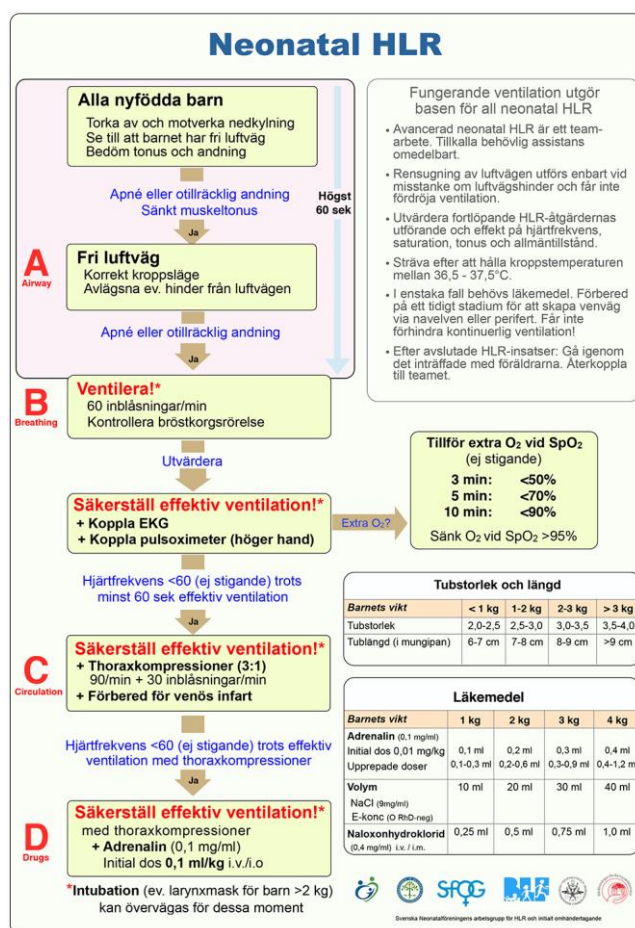 Neonatal HLR
Alla nyfödda barn
Torka av och motverka nedkylning
Se till att barnet har fri luftväg
Bedöm tonus och andning
Apné eller otillräcklig andning
Sänkt muskeltonus
Högst
60 sek
Ja
A
Airway
Fri luftväg
Korrekt kroppsläge
Avlägsna ev. hinder från luftvägen
Apné eller otillräcklig andning
Ja
B
Breathing
Ventilera!*
60 inblåsningar/min
Kontrollera bröstkorgsrörelse
Utvärdera
Säkerställ effektiv ventilation!*
+ Koppla EKG
+ Koppla pulsoximeter (höger hand)
Extra O₂?
Hjärtfrekvens <60 (ej stigande) trots
minst 60 sek effektiv ventilation
Ja
C
Circulation
Säkerställ effektiv ventilation!*
+ Thoraxkompressioner (3:1)
90/min + 30 inblåsningar/min
+ Förbered för venös infart
Hjärtfrekvens <60 (ej stigande) trots effektiv
ventilation med thoraxkompressioner
Ja
D
Drugs
Säkerställ effektiv ventilation!*
med thoraxkompressioner
+ Adrenalin (0,1 mg/ml)
Initial dos 0,1 ml/kg i.v./i.o
*Intubation (ev. larynxmask för barn >2 kg)
kan övervägas för dessa moment
Fungerande ventilation utgör
basen för all neonatal HLR
• Avancerad neonatal HLR är ett team-
arbete. Tillkalla behövlig assistans
omedelbart.
• Rensugning av luftvägen utförs enbart vid
misstanke om luftvägshinder och får inte
fördröja ventilation.
• Utvärdera fortlöpande HLR-åtgärdernas
utförande och effekt på hjärtfrekvens,
saturation, tonus och allmäntillstånd.
• Sträva efter att hålla kroppstemperaturen
mellan 36,5 - 37,5°C.
• I enstaka fall behövs läkemedel. Förbered
på ett tidigt stadium för att skapa venväg
via navelven eller perifert. Får inte
förhindra kontinuerlig ventilation!
• Efter avslutade HLR-insatser: Gå igenom
det inträffade med föräldrarna. Återkoppla
till teamet.
Tillför extra O₂ vid SpO₂
(ej stigande)
3 min: <50%
5 min: <70%
10 min: <90%
Sänk O₂ vid SpO₂ >95%
Tubstorlek och längd
Barnets vikt < 1 kg 1-2 kg 2-3 kg > 3 kg
Tubstorlek 2,0-2,5 2,5-3,0 3,0-3,5 3,5-4,0
Tublängd (i mungipan) 6-7 cm 7-8 cm 8-9 cm >9 cm
Läkemedel
Barnets vikt 1 kg 2 kg 3 kg 4 kg
Adrenalin (0,1 mg/ml)
Initial dos 0,01 mg/kg 0,1 ml 0,2 ml 0,3 ml 0,4 ml
Upprepade doser 0,1-0,3 ml 0,2-0,6 ml 0,3-0,9 ml 0,4-1,2 ml
Volym 10 ml 20 ml 30 ml 40 ml
NaCl (9mg/ml)
E-konc (O RhD-neg)
Naloxonhydroklorid 0,25 ml 0,5 ml 0,75 ml 1,0 ml
(0,4 mg/ml) i.v. / i.m.
SFOG
Svenska Neonatalföreningens arbetsgrupp för HLR och initialt omhändertagande